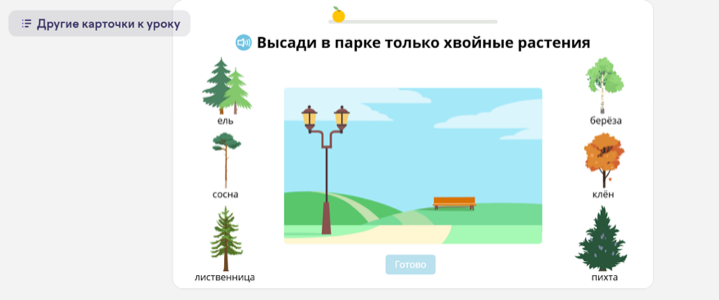 Другие карточки к уроку
Высади в парке только хвойные растения
ель
берёза
сосна
клён
лиственница
пихта
Готово